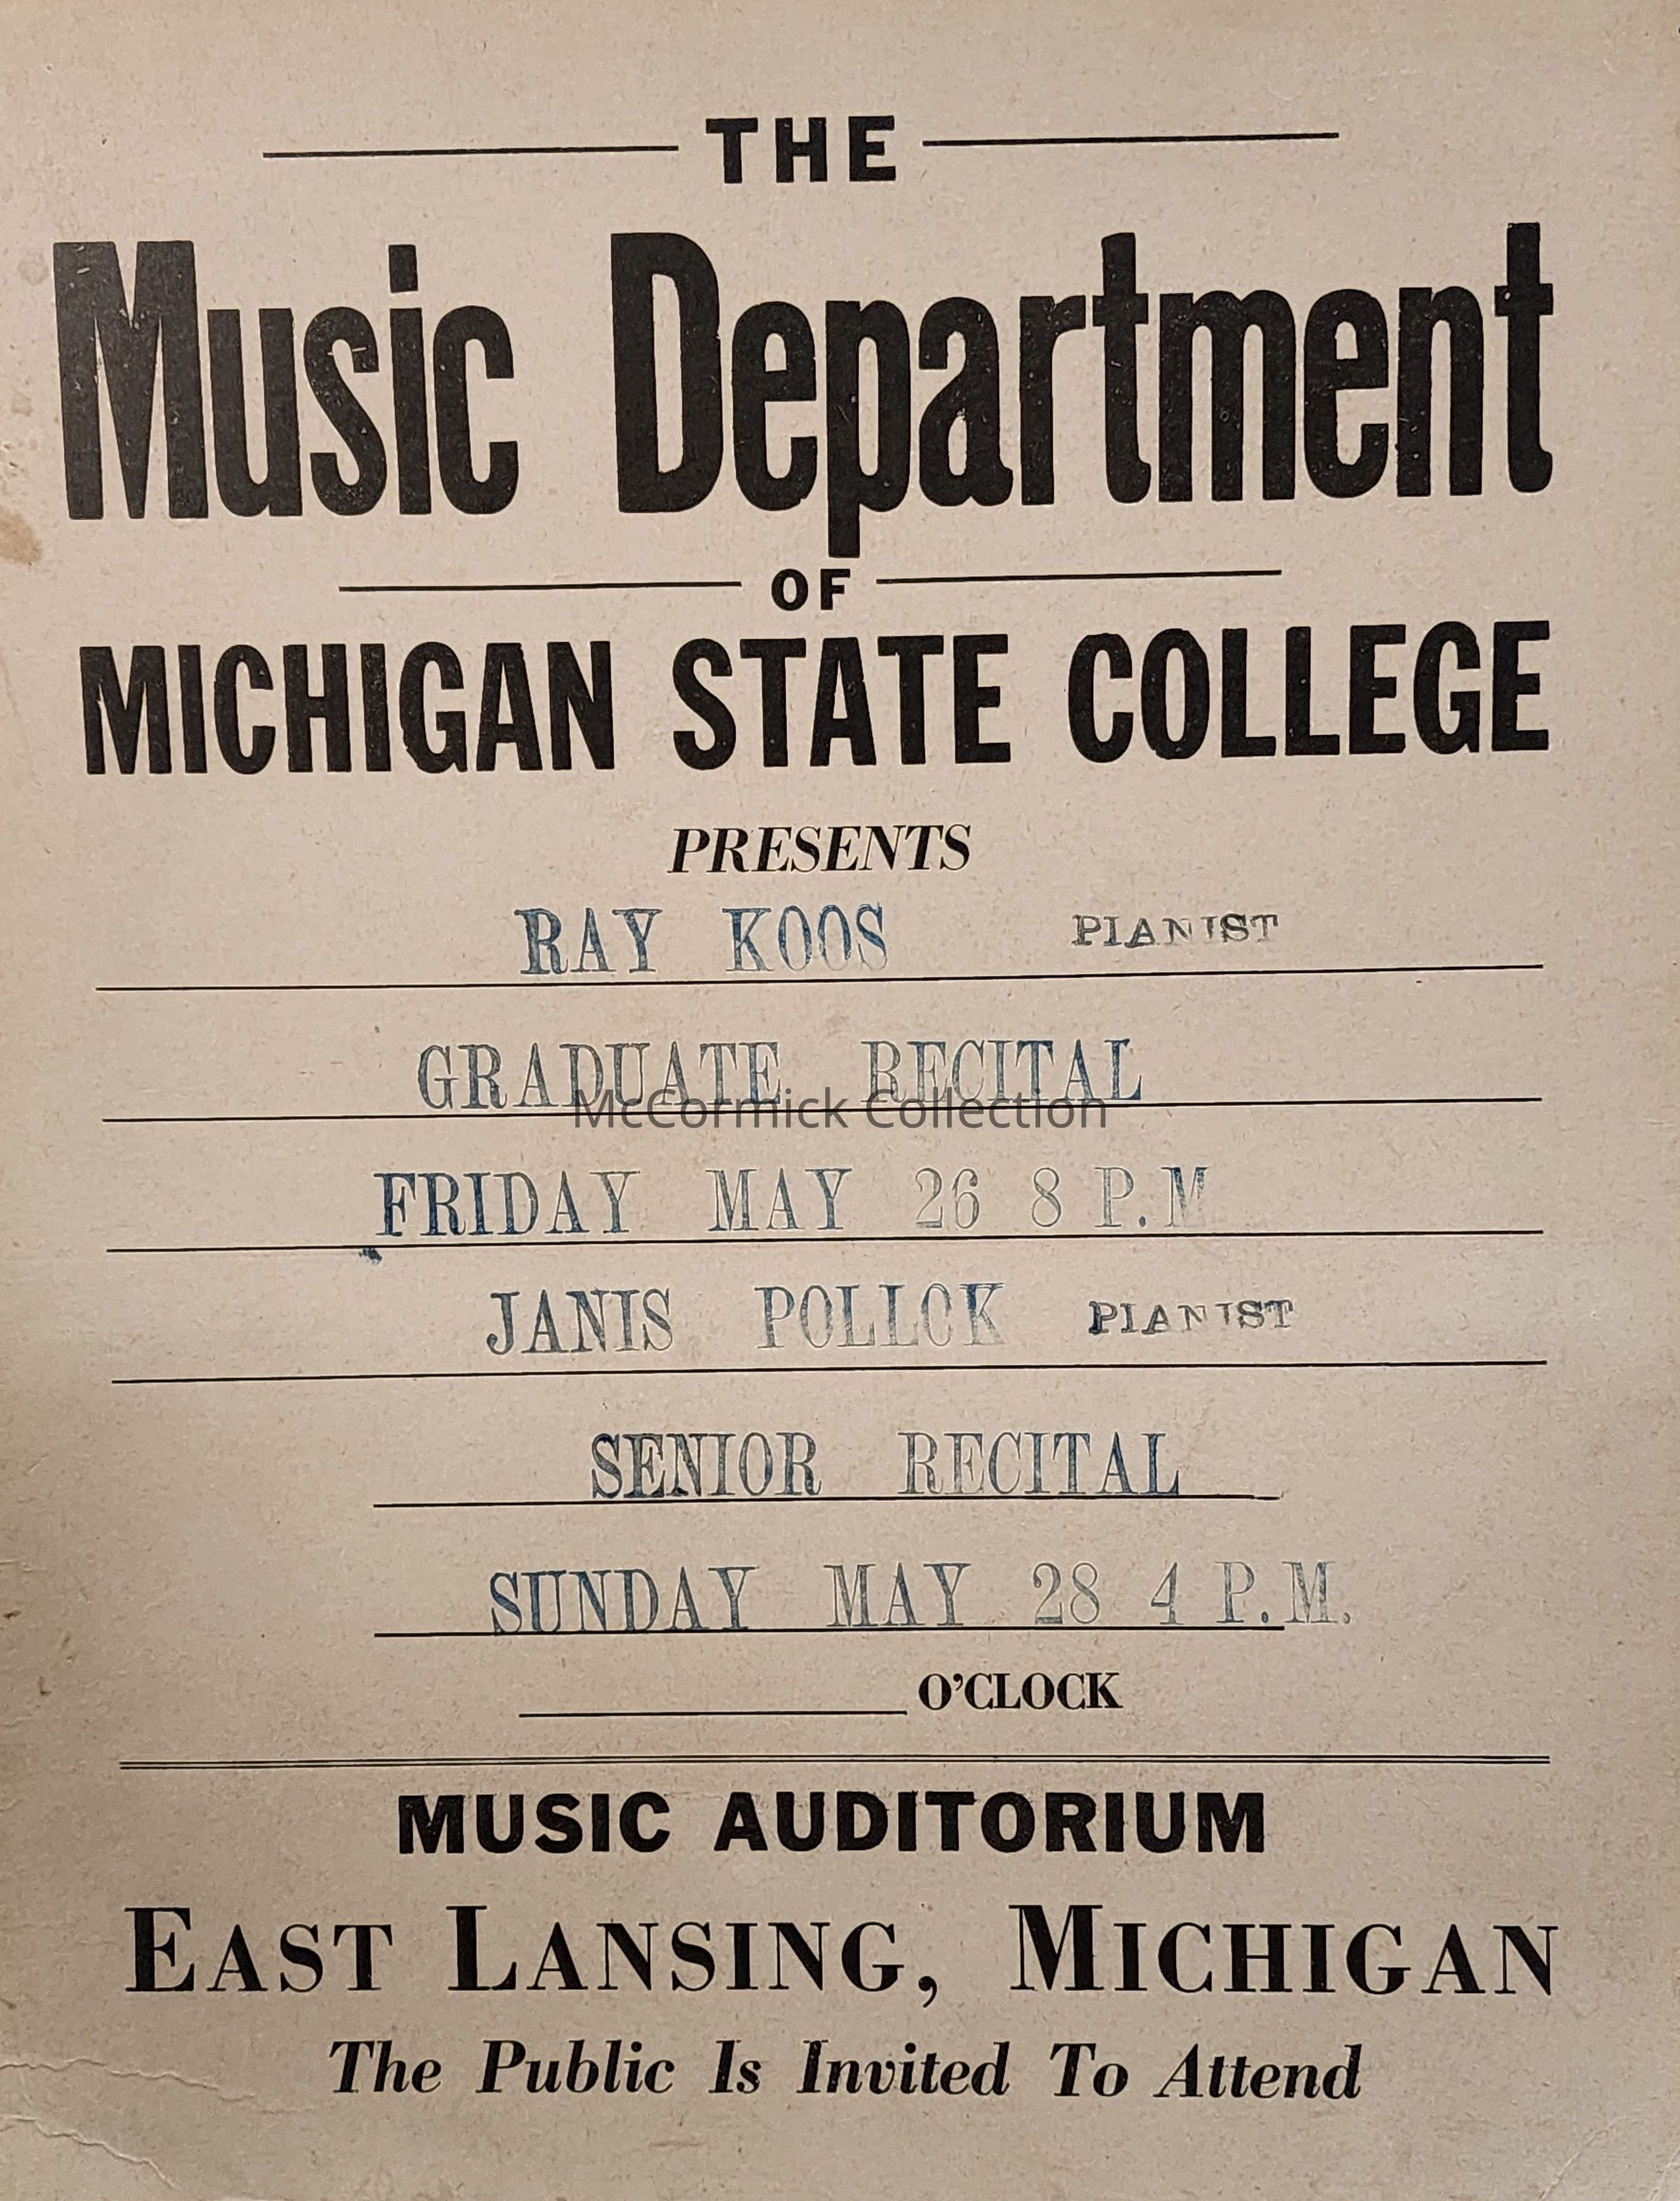 THE
Music Department
OF
MICHIGAN STATE COLLEGE
PRESENTS
RAY KOOS PIANIST
GRADUATE RECITAL
McCormick Collection
FRIDAY MAY 26 8 P.M
JANIS POLLOK PIANIST
SENIOR RECITAL
SUNDAY MAY 28 4 P.M.
O'CLOCK
MUSIC AUDITORIUM
EAST LANSING, MICHIGAN
The Public Is Invited To Attend